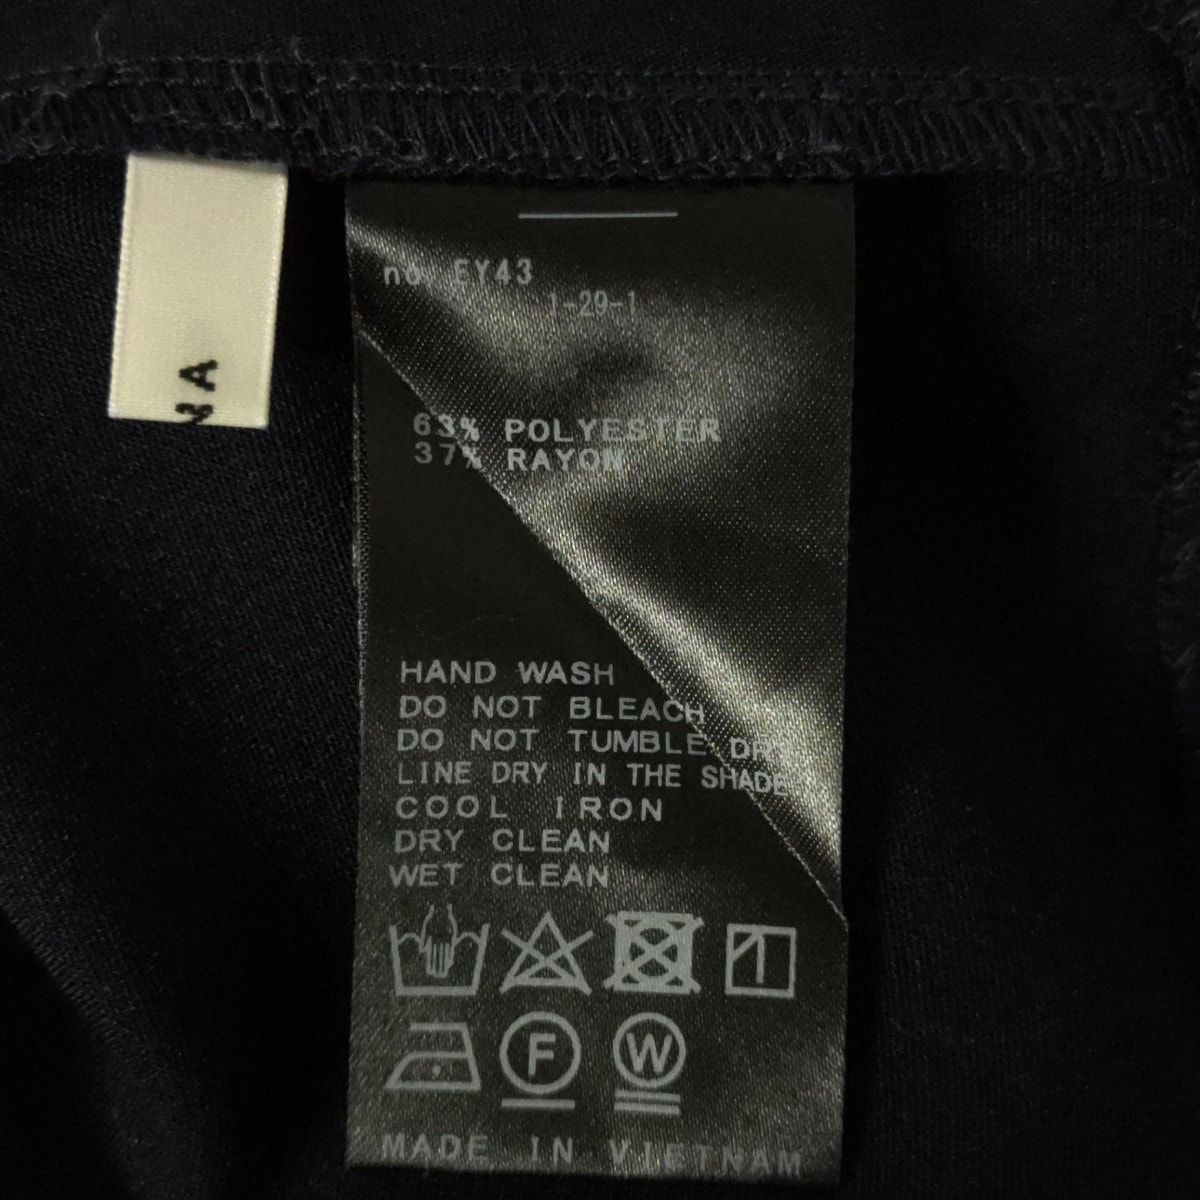 no. EY43
1-29-1
63% POLYESTER
37% RAYON
HAND WASH
DO NOT BLEACH
DO NOT TUMBLE DRY
LINE DRY IN THE SHADE
COOL IRON
DRY CLEAN
WET CLEAN
F
W
MADE IN VIETNAM